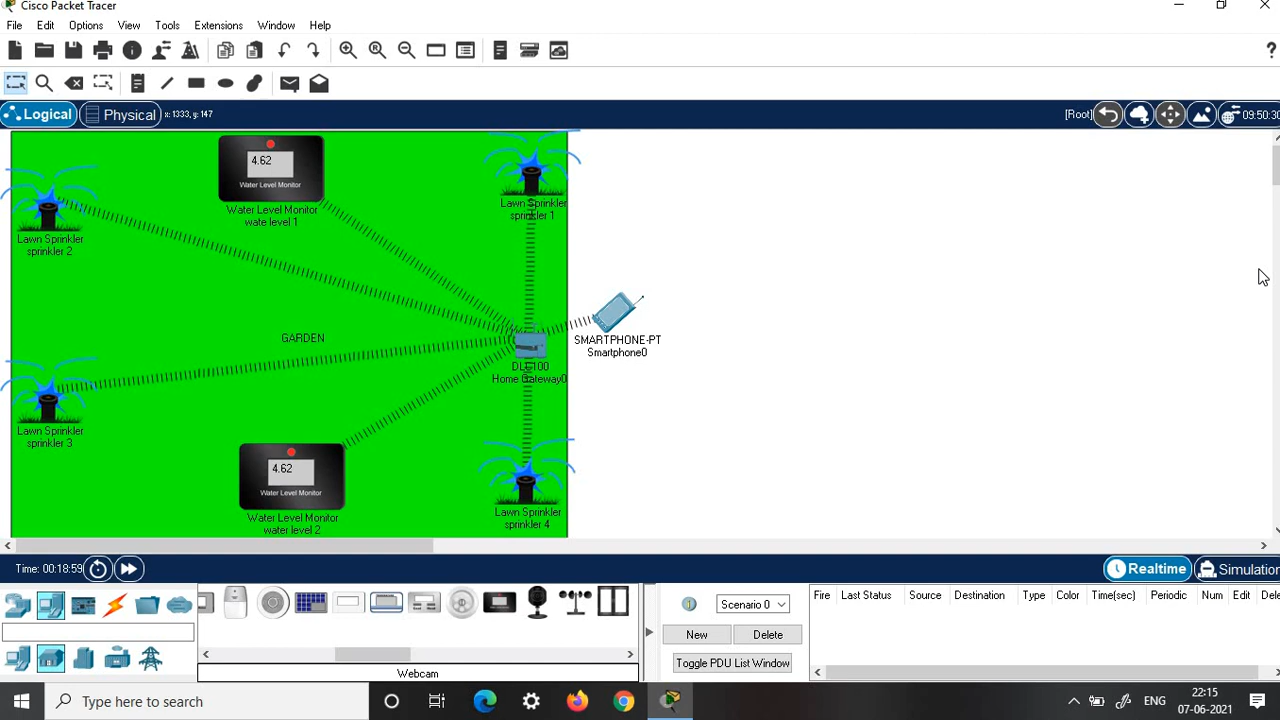 Cisco Packet Tracer
File Edit Options View Tools Extensions Window Help
Logical Physical x: 1333, y: 147 [Root] 09:50:30
4.62
Water Level Monitor
Water Level Monitor
wate level 1
Lawn Sprinkler
sprinkler 1
Lawn Sprinkler
sprinkler 2
GARDEN
SMARTPHONE-PT
Smartphone0
Home Gateway0
Lawn Sprinkler
sprinkler 3
4.62
Water Level Monitor
Water Level Monitor
water level 2
Lawn Sprinkler
sprinkler 4
Time: 00:18:59 Realtime Simulation
Scenario 0
Fire Last Status Source Destination Type Color Time(sec) Periodic Num Edit Dele
New Delete
Toggle PDU List Window
Webcam
Type here to search
ENG
22:15
07-06-2021